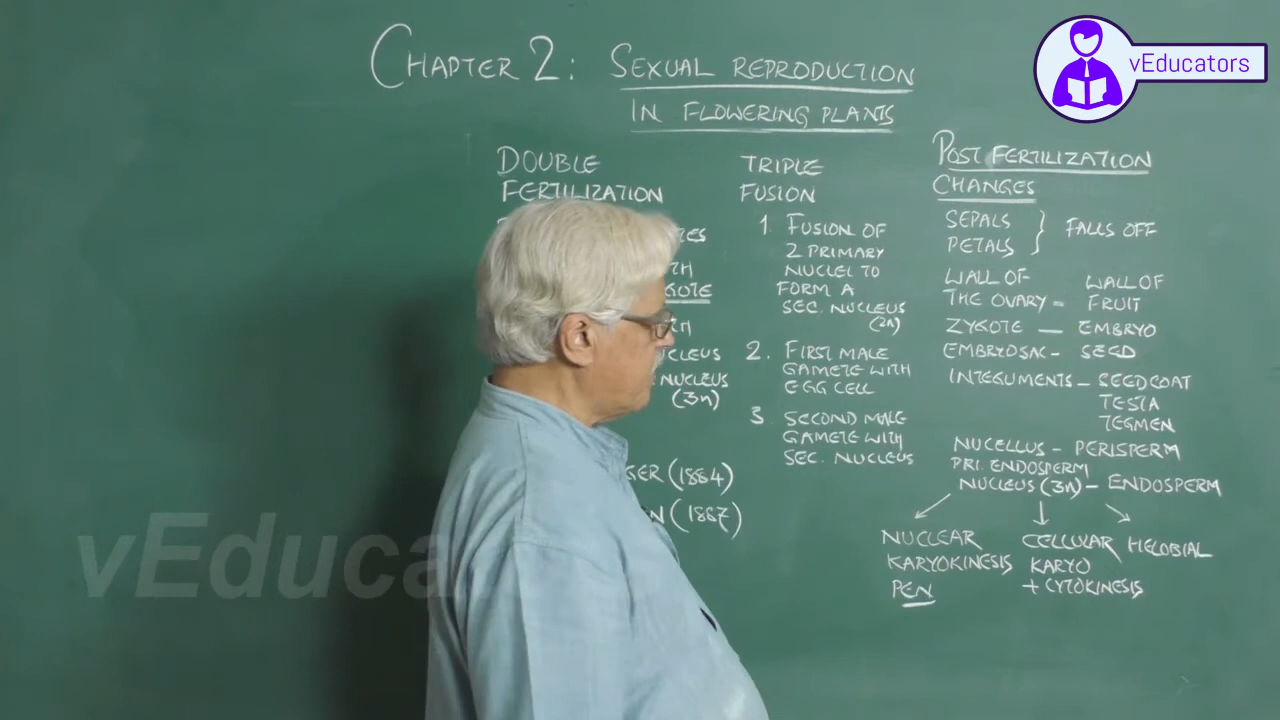 CHAPTER 2: SEXUAL REPRODUCTION
IN FLOWERING PLANTS
vEducators
DOUBLE
FERTILIZATION
NUCLEUS
(3n)
(1884)
(1887)
TRIPLE
FUSION
1. FUSION OF
2 PRIMARY
NUCLEI TO
FORM A
SEC. NUCLEUS
(2n)
2. FIRST MALE
GAMETE WITH
EGG CELL
3 SECOND MALE
GAMETE WITH
SEC. NUCLEUS
POST FERTILIZATION
CHANGES
SEPALS
PETALS } FALLS OFF
WALL OF WALL OF
THE OVARY = FRUIT
ZYGOTE — EMBRYO
EMBRYOSAC - SEED
INTEGUMENTS - SEEDCOAT
TESTA
TEGMEN
NUCELLUS - PERISPERM
PRI. ENDOSPERM
NUCLEUS (3n) - ENDOSPERM
NUCLEAR CELLULAR HELOBIAL
KARYOKINESIS KARYO
PEN + CYTOKINESIS
vEduca